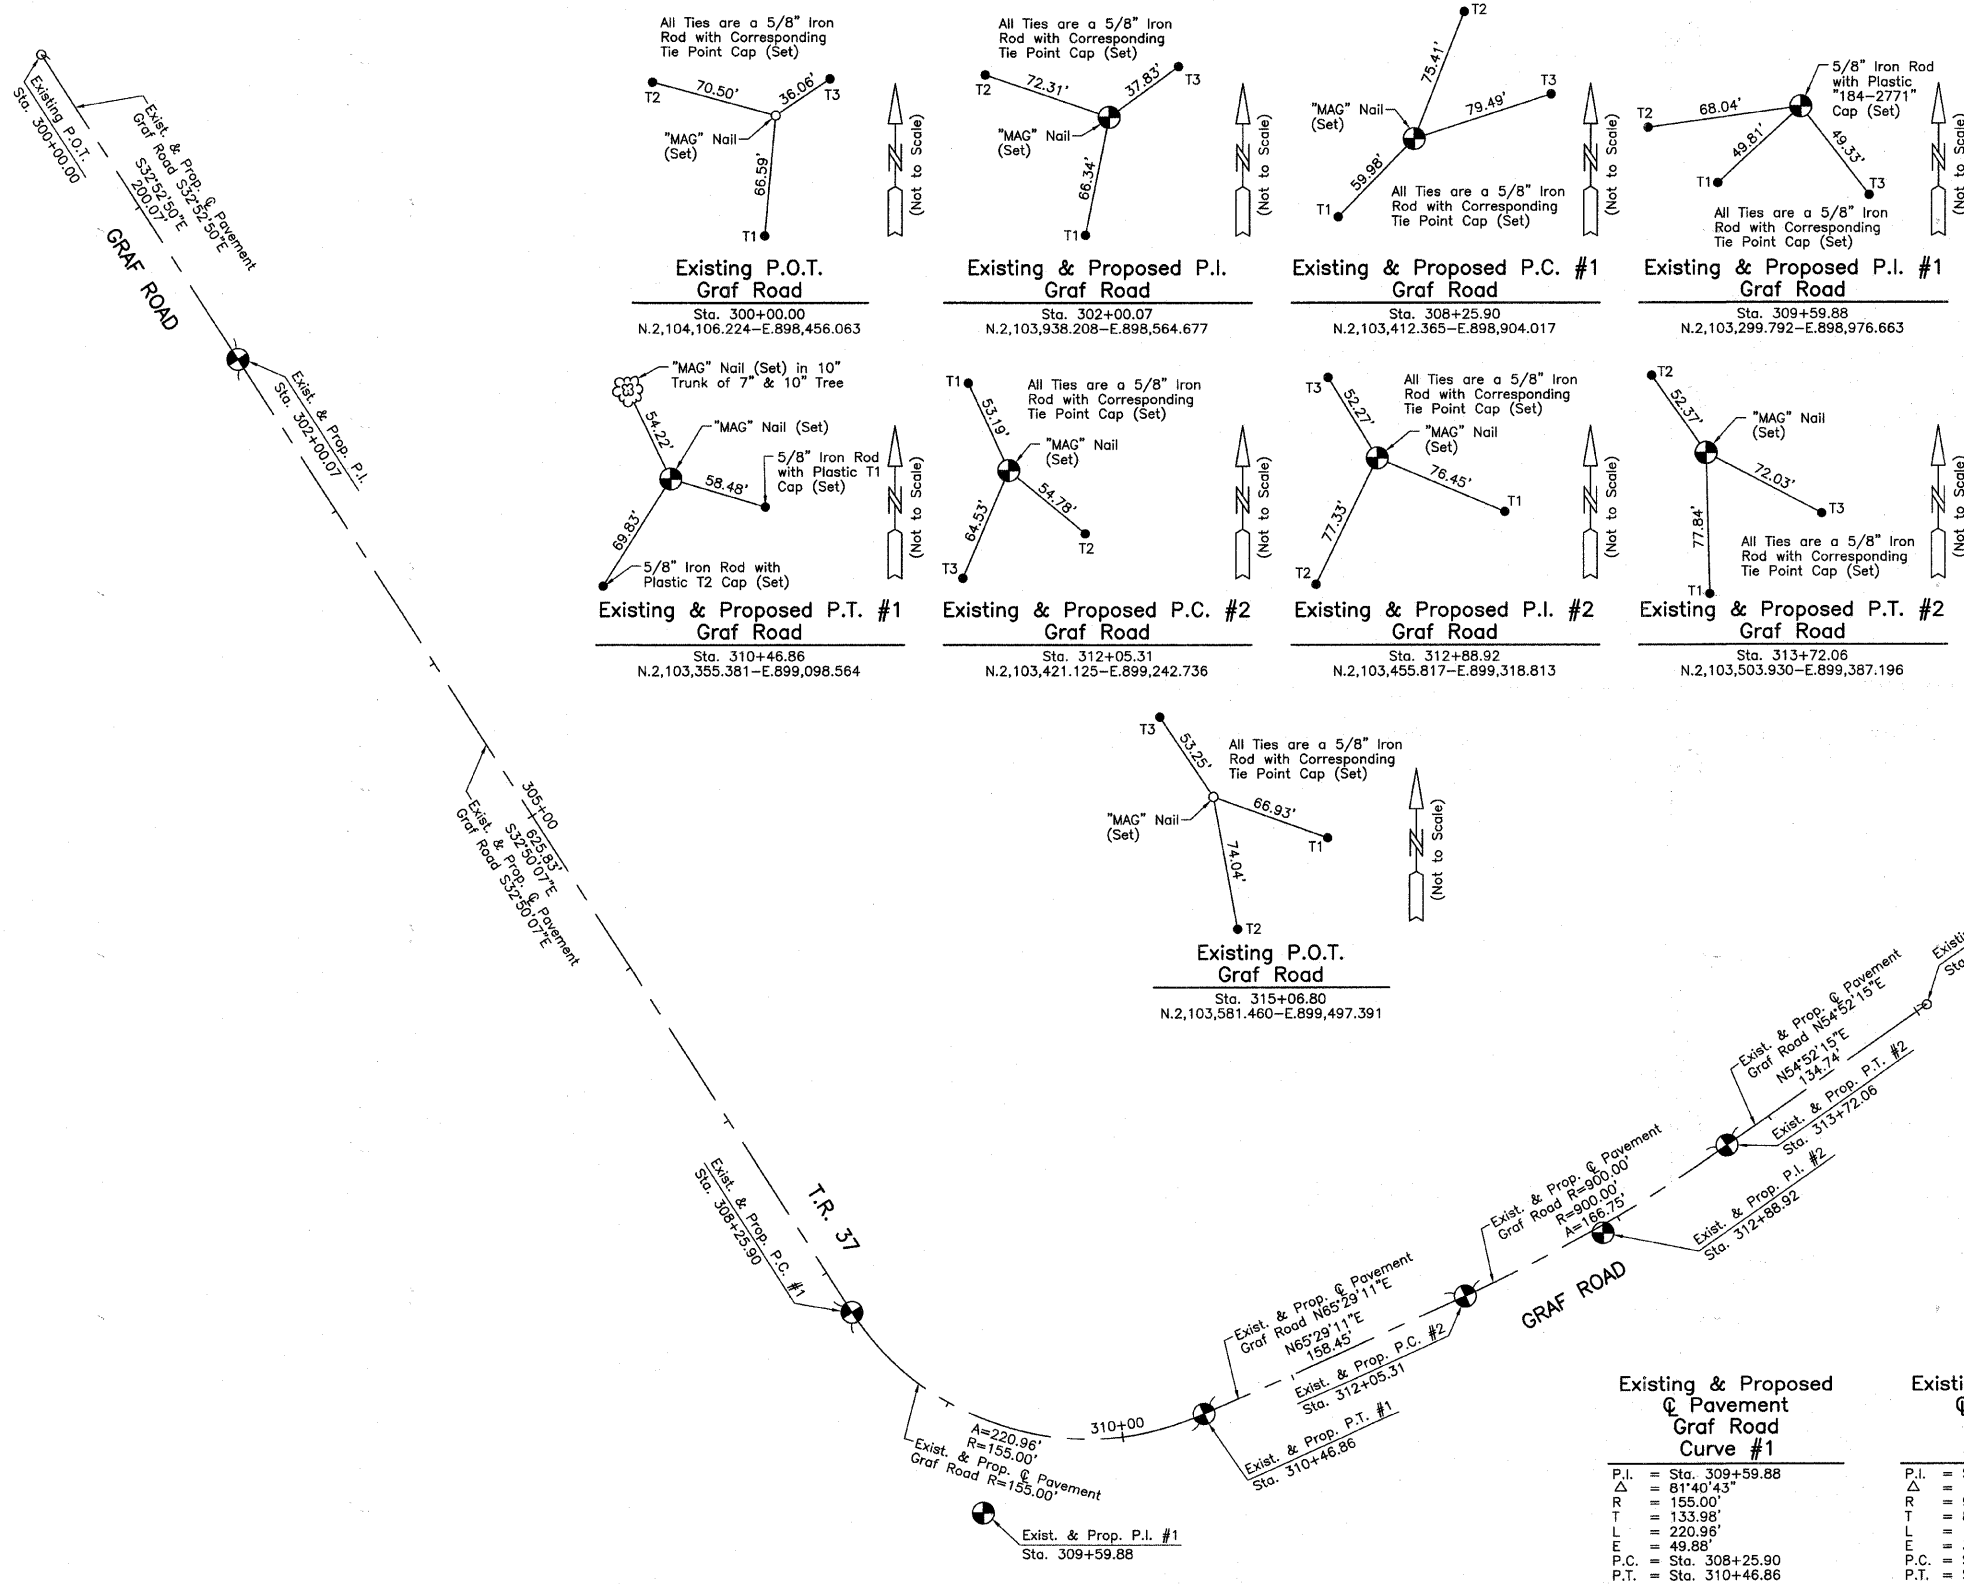 All Ties are a 5/8" Iron
Rod with Corresponding
Tie Point Cap (Set)
T2
70.50'
36.06'
T3
"MAG" Nail
(Set)
66.59'
T1
(Not to Scale)
N
Existing P.O.T.
Graf Road
Sta. 300+00.00
N.2,104,106.224-E.898,456.063
All Ties are a 5/8" Iron
Rod with Corresponding
Tie Point Cap (Set)
T2
72.31'
37.83'
T3
"MAG" Nail
(Set)
66.34'
T1
(Not to Scale)
N
Existing & Proposed P.I.
Graf Road
Sta. 302+00.07
N.2,103,938.208-E.898,564.677
T2
75.41'
T3
79.49'
"MAG" Nail
(Set)
59.98'
T1
All Ties are a 5/8" Iron
Rod with Corresponding
Tie Point Cap (Set)
(Not to Scale)
N
Existing & Proposed P.C. #1
Graf Road
Sta. 308+25.90
N.2,103,412.365-E.898,904.017
5/8" Iron Rod
with Plastic
"184-2771"
Cap (Set)
T2
68.04'
49.81'
49.33'
T1
T3
All Ties are a 5/8" Iron
Rod with Corresponding
Tie Point Cap (Set)
(Not to Scale)
N
Existing & Proposed P.I. #1
Graf Road
Sta. 309+59.88
N.2,103,299.792-E.898,976.663
"MAG" Nail (Set) in 10"
Trunk of 7" & 10" Tree
54.22'
"MAG" Nail (Set)
5/8" Iron Rod
with Plastic T1
Cap (Set)
58.48'
69.83'
5/8" Iron Rod with
Plastic T2 Cap (Set)
(Not to Scale)
N
Existing & Proposed P.T. #1
Graf Road
Sta. 310+46.86
N.2,103,355.381-E.899,098.564
T1
53.19'
All Ties are a 5/8" Iron
Rod with Corresponding
Tie Point Cap (Set)
"MAG" Nail
(Set)
54.78'
64.53'
T2
T3
(Not to Scale)
N
Existing & Proposed P.C. #2
Graf Road
Sta. 312+05.31
N.2,103,421.125-E.899,242.736
T3
52.27'
All Ties are a 5/8" Iron
Rod with Corresponding
Tie Point Cap (Set)
"MAG" Nail
(Set)
76.45'
77.33'
T1
T2
(Not to Scale)
N
Existing & Proposed P.I. #2
Graf Road
Sta. 312+88.92
N.2,103,455.817-E.899,318.813
T2
52.37'
"MAG" Nail
(Set)
72.03'
77.84'
T3
All Ties are a 5/8" Iron
Rod with Corresponding
Tie Point Cap (Set)
T1
(Not to Scale)
N
Existing & Proposed P.T. #2
Graf Road
Sta. 313+72.06
N.2,103,503.930-E.899,387.196
T3
53.25'
All Ties are a 5/8" Iron
Rod with Corresponding
Tie Point Cap (Set)
"MAG" Nail
(Set)
66.93'
T1
74.04'
T2
(Not to Scale)
N
Existing P.O.T.
Graf Road
Sta. 315+06.80
N.2,103,581.460-E.899,497.391
Existing P.O.T.
Sta. 300+00.00
Exist. & Prop. ℄ Pavement
Graf Road S32°52'50"E
S32°52'50"E
200.07'
GRAF ROAD
Exist. & Prop. P.I.
Sta. 302+00.07
305+00
625.83'
S32°50'07"E
Exist. & Prop. ℄ Pavement
Graf Road S32°50'07"E
T.R. 37
Exist. & Prop. P.C. #1
Sta. 308+25.90
A=220.96'
R=155.00'
Exist. & Prop. ℄ Pavement
Graf Road R=155.00'
310+00
Exist. & Prop. P.I. #1
Sta. 309+59.88
Exist. & Prop. P.T. #1
Sta. 310+46.86
Exist. & Prop. ℄ Pavement
Graf Road N65°29'11"E
N65°29'11"E
158.45'
Exist. & Prop. P.C. #2
Sta. 312+05.31
Exist. & Prop. ℄ Pavement
Graf Road R=900.00'
R=900.00'
A=166.75'
GRAF ROAD
Exist. & Prop. P.I. #2
Sta. 312+88.92
Exist. & Prop. P.T. #2
Sta. 313+72.06
Exist. & Prop. ℄ Pavement
Graf Road N54°52'15"E
N54°52'15"E
134.74'
Existing & Proposed
℄ Pavement
Graf Road
Curve #1
P.I. = Sta. 309+59.88
△ = 81°40'43"
R = 155.00'
T = 133.98'
L = 220.96'
E = 49.88'
P.C. = Sta. 308+25.90
P.T. = Sta. 310+46.86
P.I. =
△ =
R =
T =
L =
E =
P.C. =
P.T. =